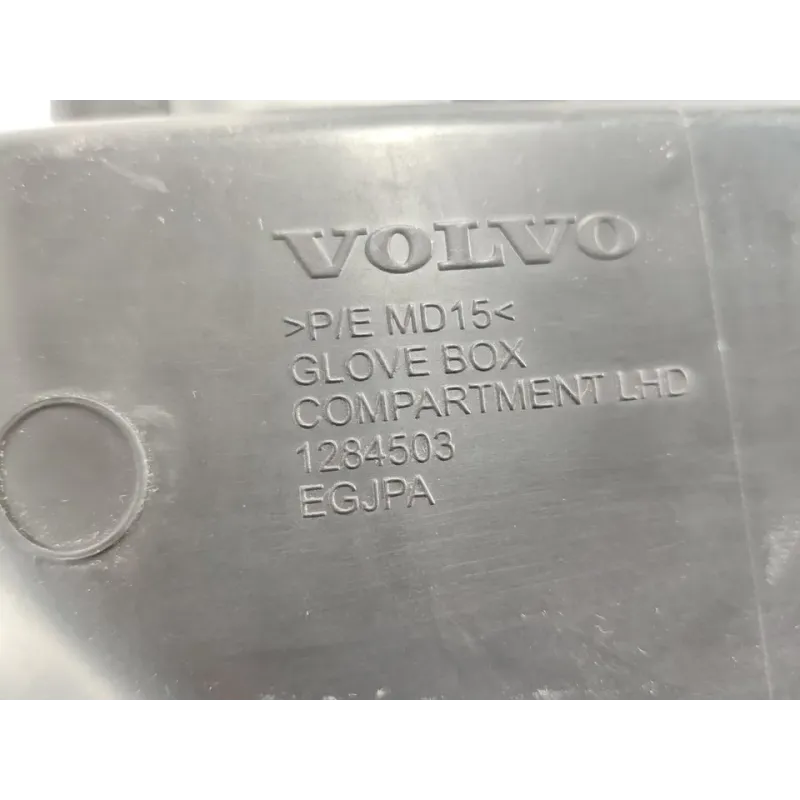 VOLVO
>P/E MD15<
GLOVE BOX
COMPARTMENT LHD
1284503
EGJPA